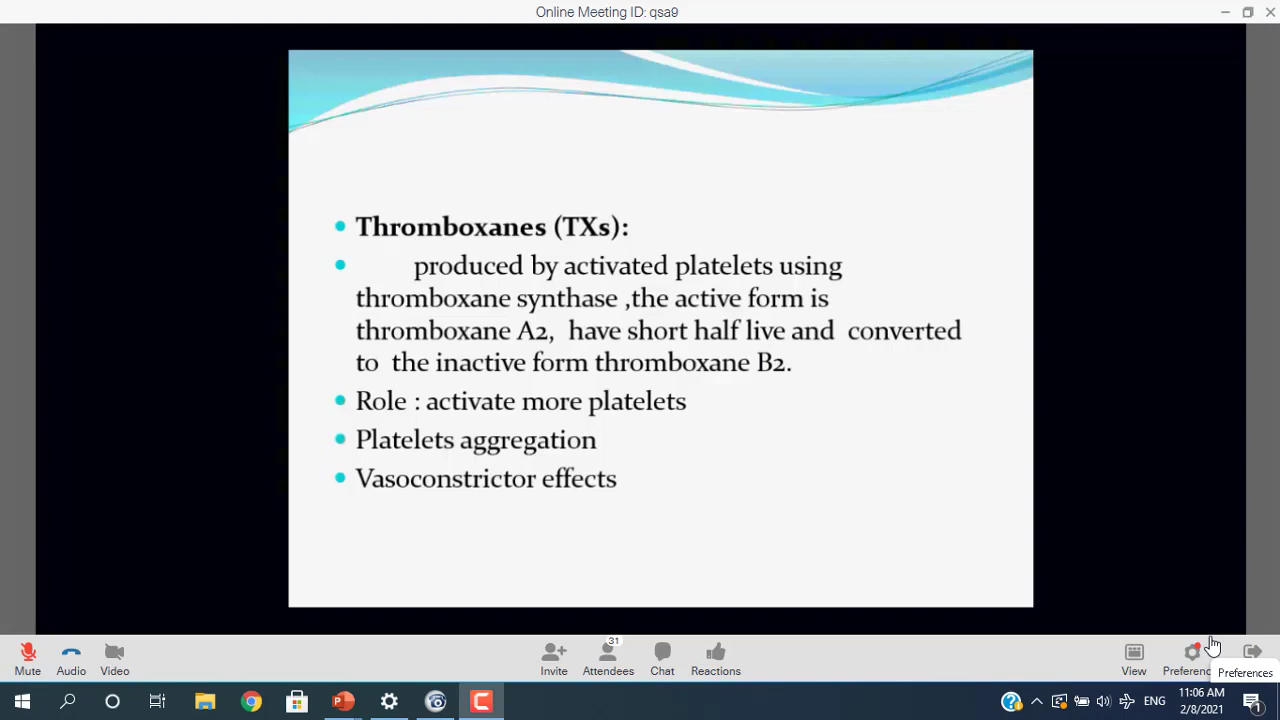 Online Meeting ID: qsa9
Thromboxanes (TXs):
produced by activated platelets using
thromboxane synthase ,the active form is
thromboxane A2, have short half live and converted
to the inactive form thromboxane B2.
Role : activate more platelets
Platelets aggregation
Vasoconstrictor effects
31
Mute Audio Video Invite Attendees Chat Reactions View Preferenc
Preferences
ENG
11:06 AM
2/8/2021
1